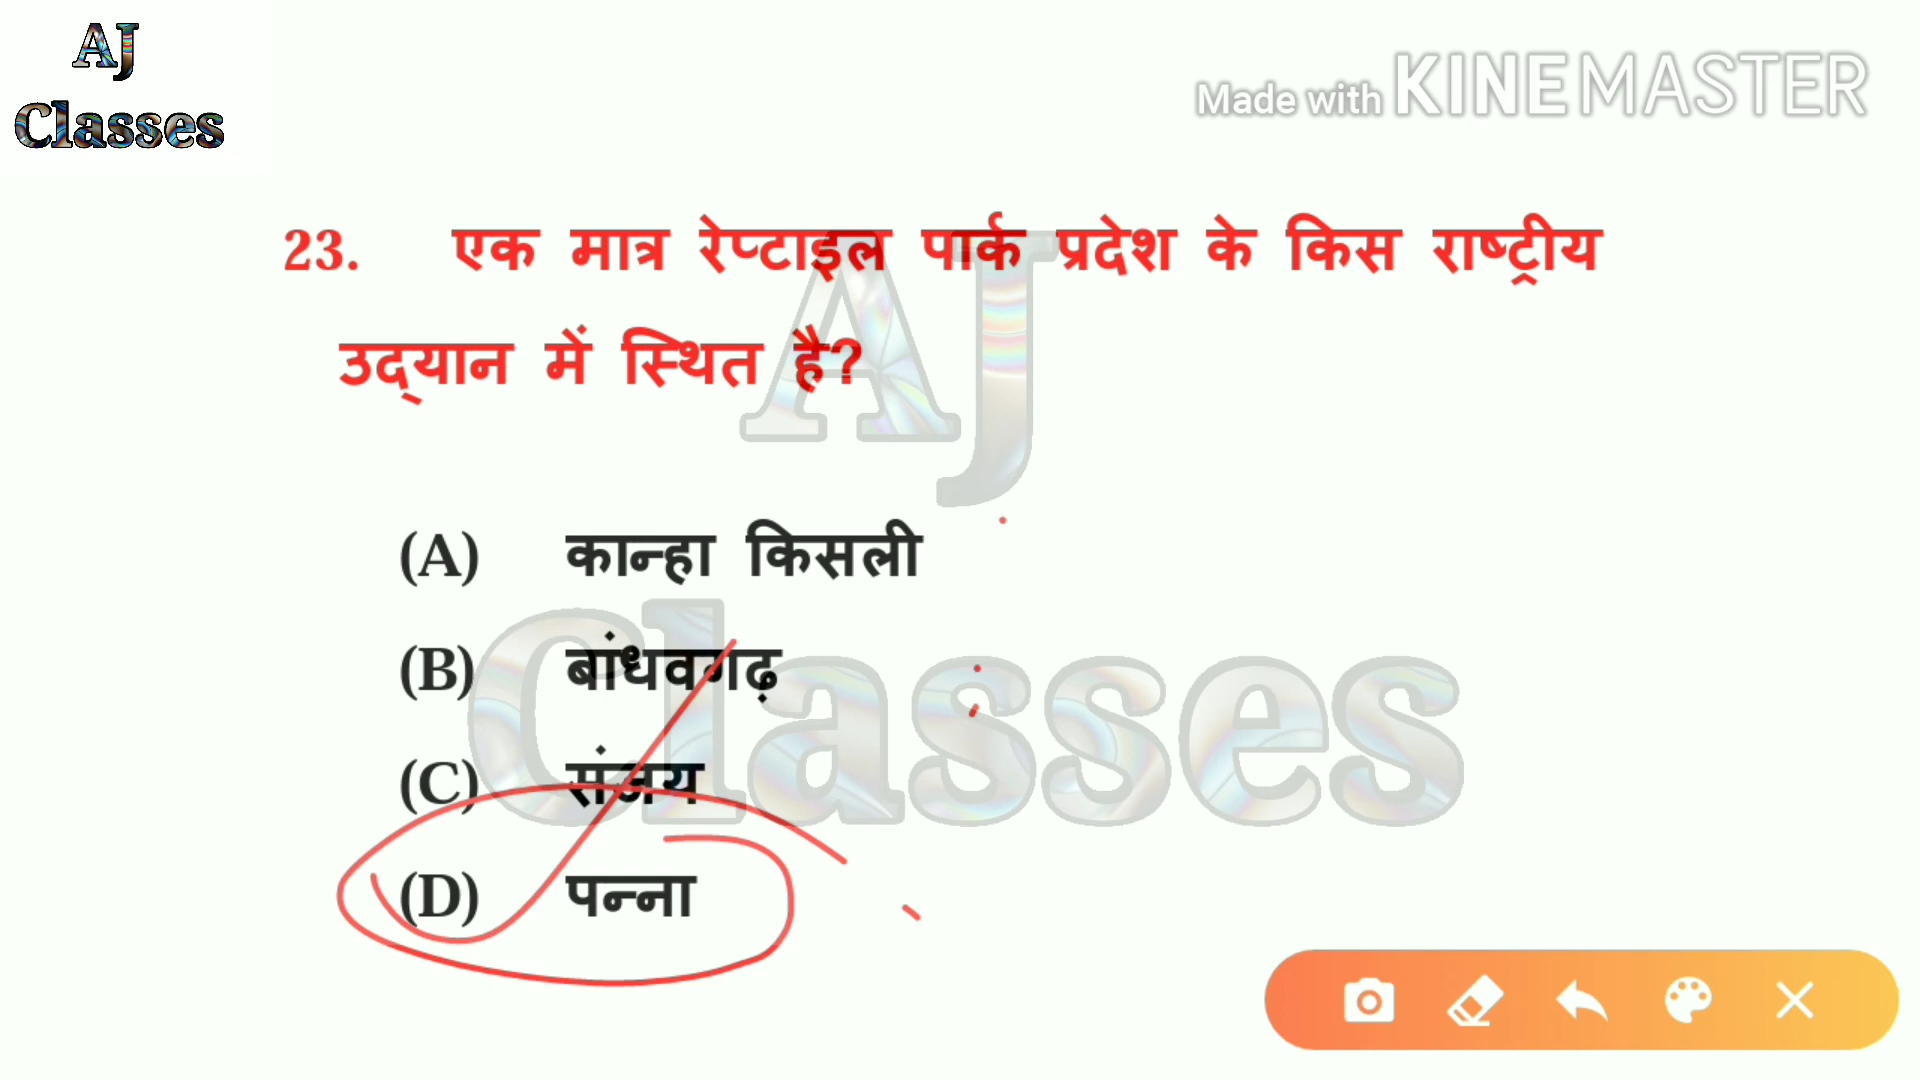 AJ
Classes
Made with KINEMASTER
23. एक मात्र रेप्टाइल पार्क प्रदेश के किस राष्ट्रीय
उद्‌यान में स्थित है?
AJ
(A) कान्हा किसली
(B) बांधवगढ़
Classes
(C) संजय
(D) पन्ना